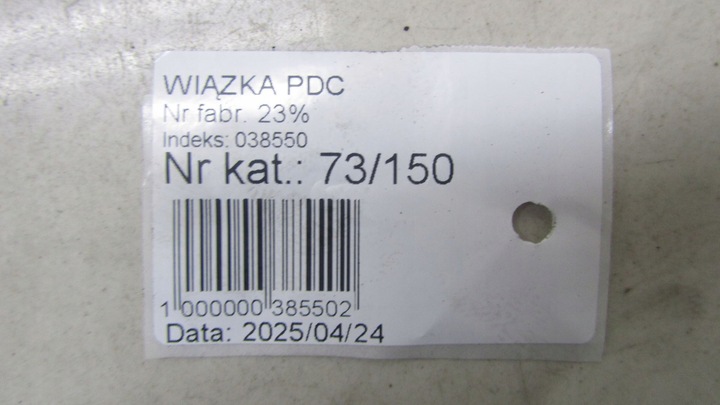 WIĄZKA PDC
Nr fabr. 23%
Indeks: 038550
Nr kat.: 73/150
1 000000 385502
Data: 2025/04/24